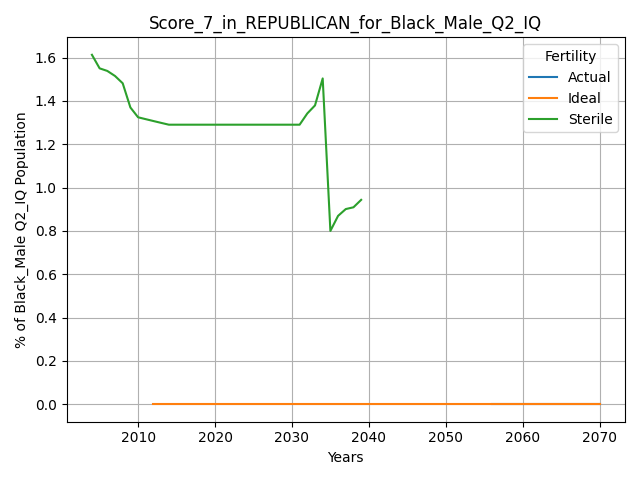 Score_7_in_REPUBLICAN_for_Black_Male_Q2_IQ
% of Black_Male Q2_IQ Population
1.6
1.4
1.2
1.0
0.8
0.6
0.4
0.2
0.0
Fertility
Actual
Ideal
Sterile
2010 2020 2030 2040 2050 2060 2070
Years